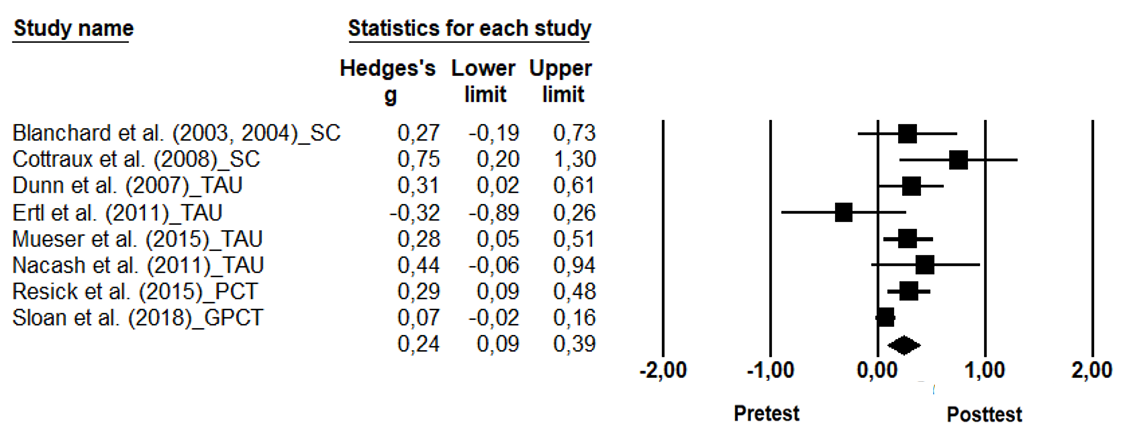 Study name Statistics for each study
Hedges's Lower Upper
g limit limit
Blanchard et al. (2003, 2004)_SC 0,27 -0,19 0,73
Cottraux et al. (2008)_SC 0,75 0,20 1,30
Dunn et al. (2007)_TAU 0,31 0,02 0,61
Ertl et al. (2011)_TAU -0,32 -0,89 0,26
Mueser et al. (2015)_TAU 0,28 0,05 0,51
Nacash et al. (2011)_TAU 0,44 -0,06 0,94
Resick et al. (2015)_PCT 0,29 0,09 0,48
Sloan et al. (2018)_GPCT 0,07 -0,02 0,16
0,24 0,09 0,39
-2,00 -1,00 0,00 1,00 2,00
Pretest Posttest